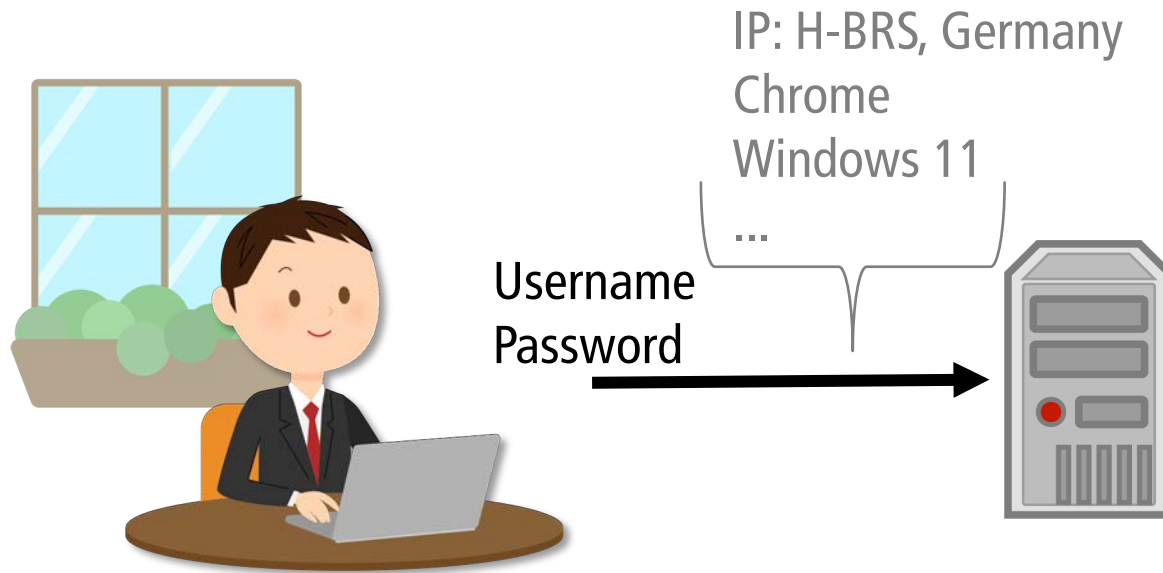 IP: H-BRS, Germany
Chrome
Windows 11
...
Username
Password